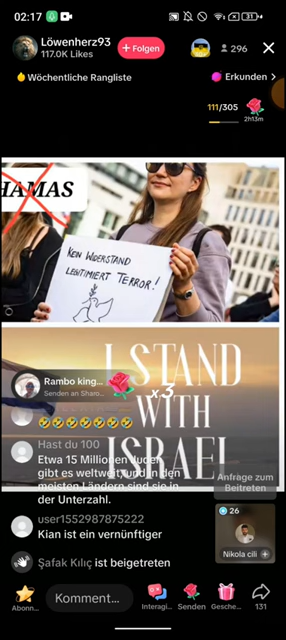 02:17
31
Löwenherz93
117.0K Likes
+ Folgen
296
Wöchentliche Rangliste
Erkunden >
111/305
2h13m
HAMAS
KEIN WIDERSTAND
LEGITIMIERT TERROR!
I STAND
WITH
ISRAEL
Rambo king...
Senden an Sharo...
x3
Hast du 100
Etwa 15 Millionen Juden
gibt es weltweit und in den
meisten Ländern sind sie in
der Unterzahl.
Anfrage zum
Beitreten
user1552987875222
Kian ist ein vernünftiger
26
Nikola cili +
Şafak Kılıç ist beigetreten
Abonn...
Komment...
Interagi...
Senden
Gesche...
131